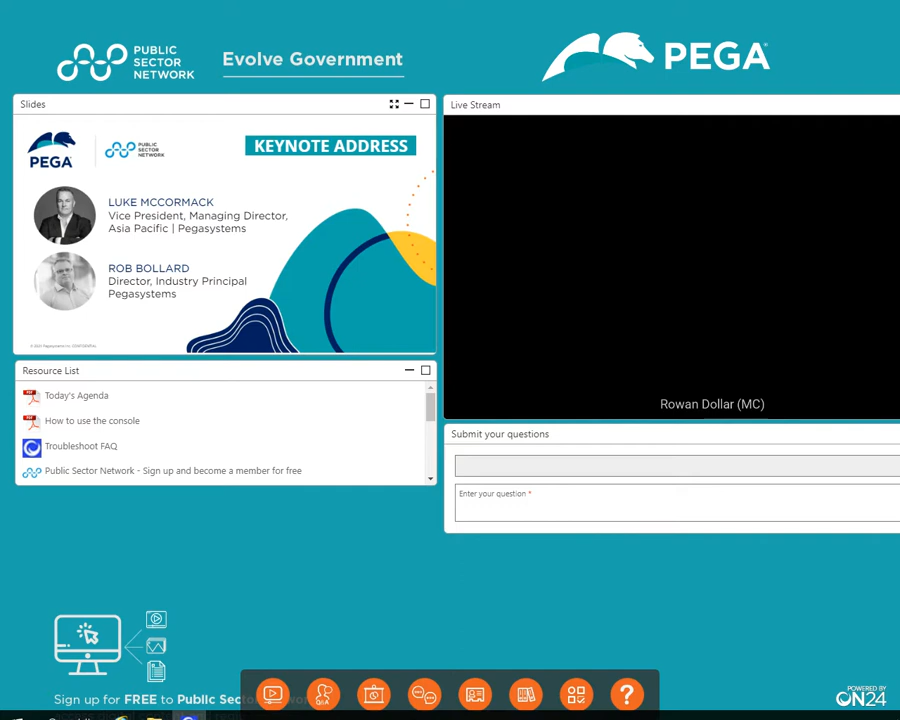 PUBLIC
SECTOR
NETWORK
Evolve Government
PEGA
Slides
PEGA
PUBLIC
SECTOR
NETWORK
KEYNOTE ADDRESS
LUKE MCCORMACK
Vice President, Managing Director,
Asia Pacific | Pegasystems
ROB BOLLARD
Director, Industry Principal
Pegasystems
Live Stream
Rowan Dollar (MC)
Resource List
Today's Agenda
How to use the console
Troubleshoot FAQ
Public Sector Network - Sign up and become a member for free
Submit your questions
Enter your question *
Q&A
?
Sign up for FREE to Public Sec
POWERED BY
ON24